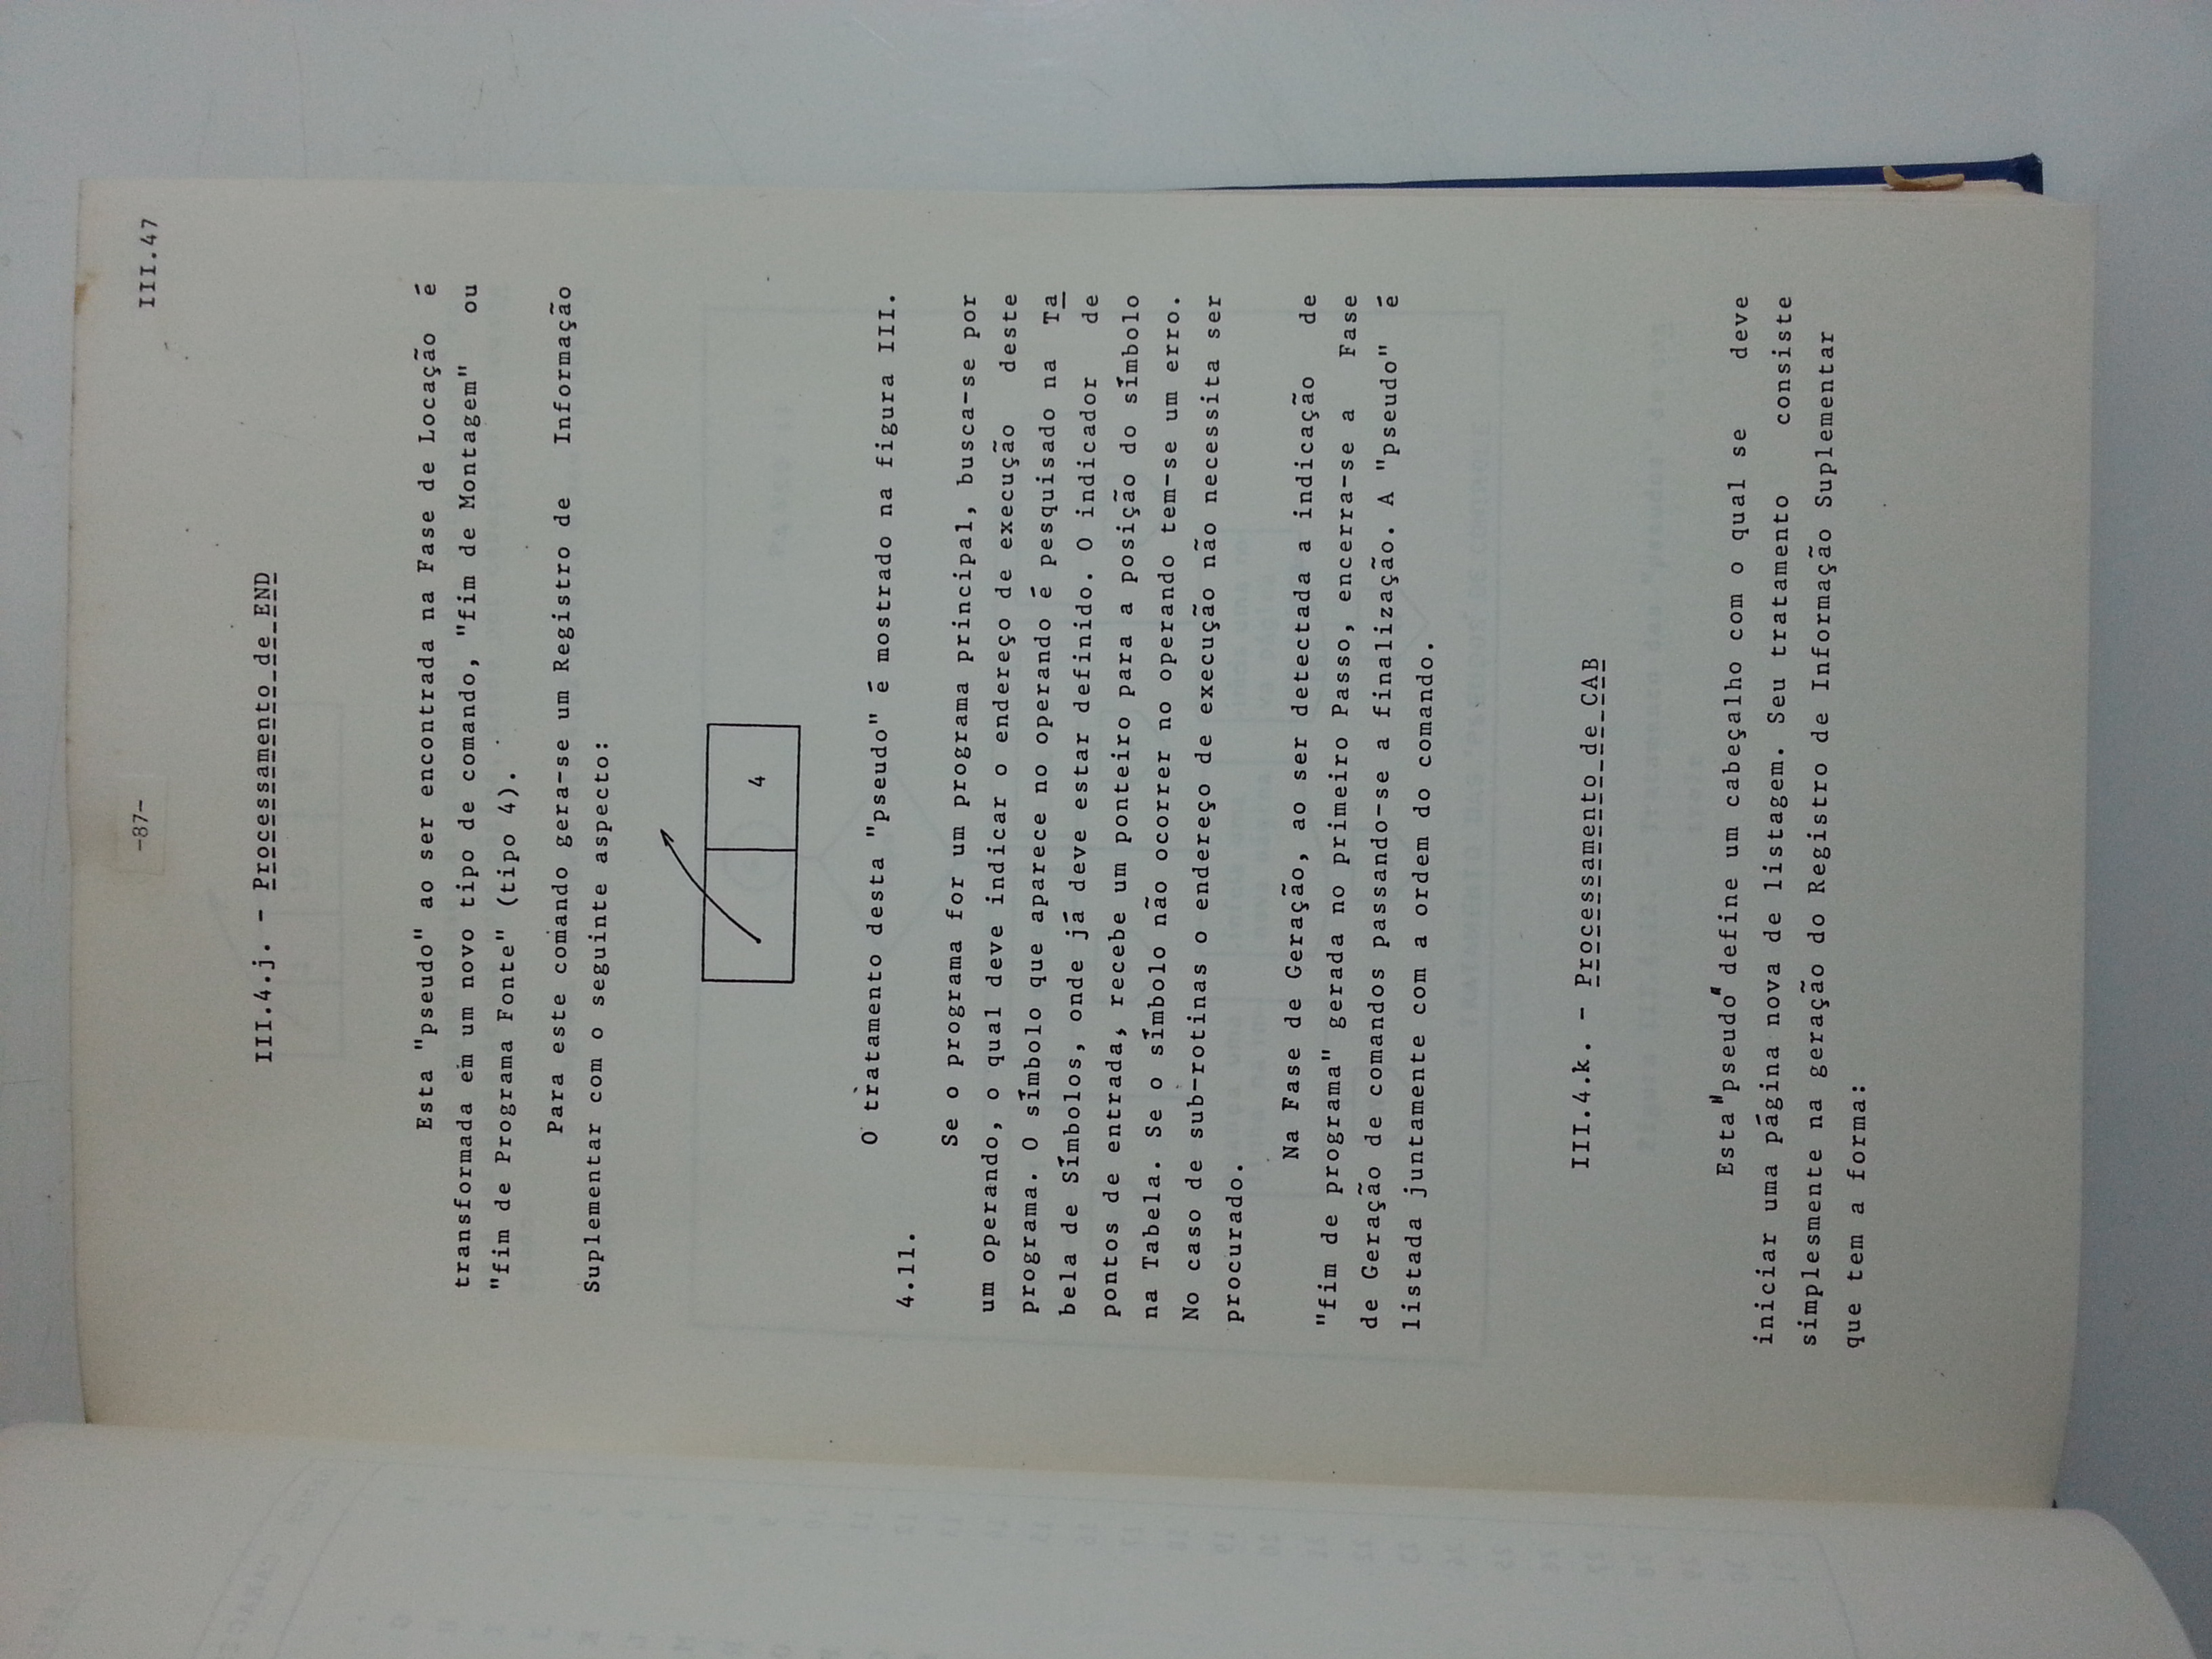 -87-
III.47
III.4.j. - Processamento de END
Esta "pseudo" ao ser encontrada na Fase de Locação é
transformada em um novo tipo de comando, "fim de Montagem" ou
"fim de Programa Fonte" (tipo 4).
Para este comando gera-se um Registro de Informação
Suplementar com o seguinte aspecto:
4
O tratamento desta "pseudo" é mostrado na figura III.
4.11.
Se o programa for um programa principal, busca-se por
um operando, o qual deve indicar o endereço de execução deste
programa. O símbolo que aparece no operando é pesquisado na Ta
bela de Símbolos, onde já deve estar definido. O indicador de
pontos de entrada, recebe um ponteiro para a posição do símbolo
na Tabela. Se o símbolo não ocorrer no operando tem-se um erro.
No caso de sub-rotinas o endereço de execução não necessita ser
procurado.
Na Fase de Geração, ao ser detectada a indicação de
"fim de programa" gerada no primeiro Passo, encerra-se a Fase
de Geração de comandos passando-se a finalização. A "pseudo" é
listada juntamente com a ordem do comando.
III.4.k. - Processamento de CAB
Esta "pseudo" define um cabeçalho com o qual se deve
iniciar uma página nova de listagem. Seu tratamento consiste
simplesmente na geração do Registro de Informação Suplementar
que tem a forma: